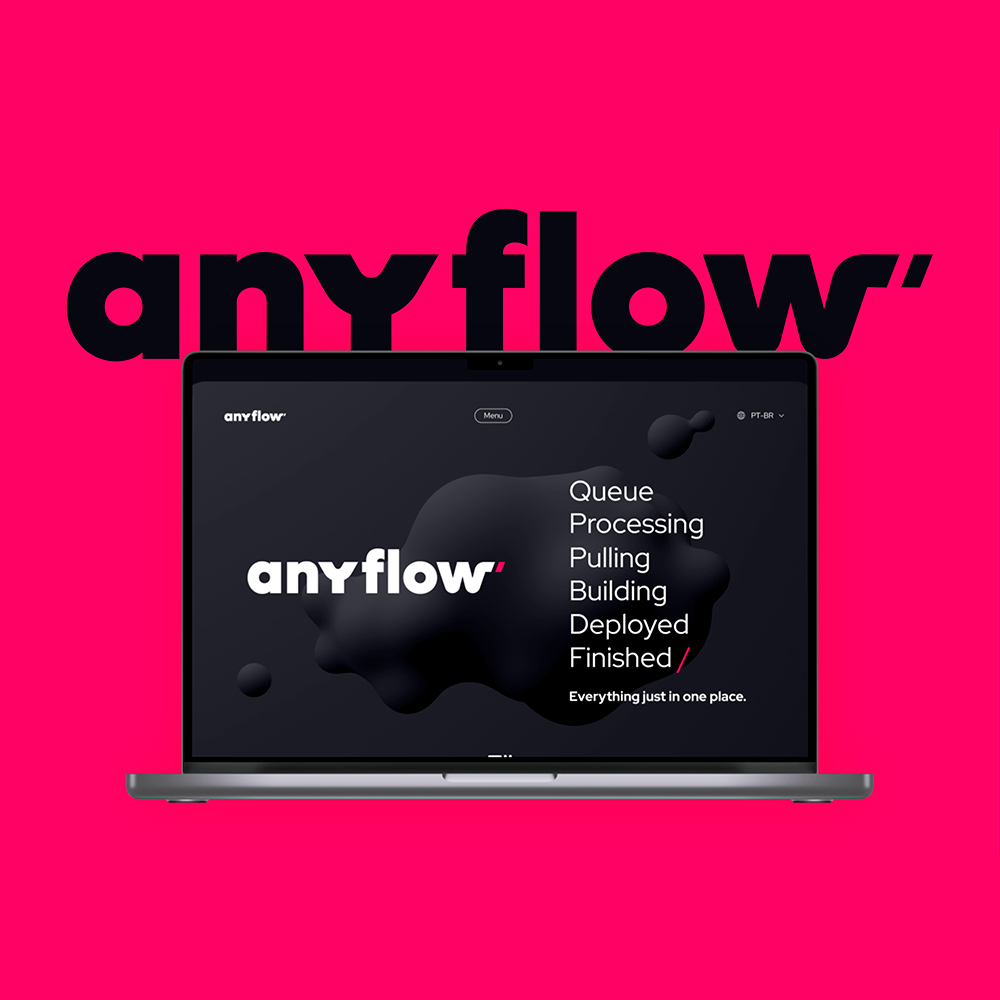 anyflow
anyflow
Menu
PT-BR
Queue
Processing
Pulling
anyflow
Building
Deployed
Finished /
Everything just in one place.